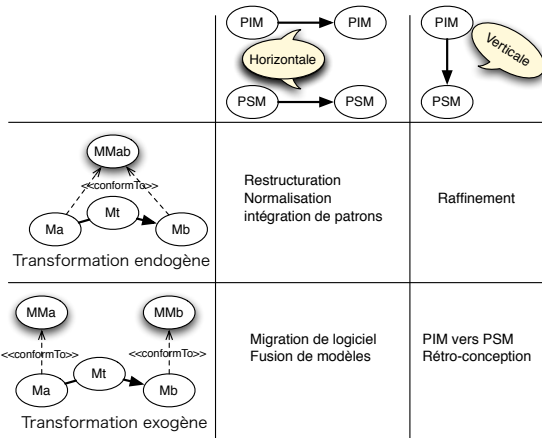 PIM
PIM
Horizontale
PSM
PSM
PIM
Verticale
PSM
MMab
<<conformTo>>
Mt
Ma
Mb
Transformation endogène
Restructuration
Normalisation
intégration de patrons
Raffinement
MMa
MMb
<<conformTo>>
<<conformTo>>
Mt
Ma
Mb
Transformation exogène
Migration de logiciel
Fusion de modèles
PIM vers PSM
Rétro-conception